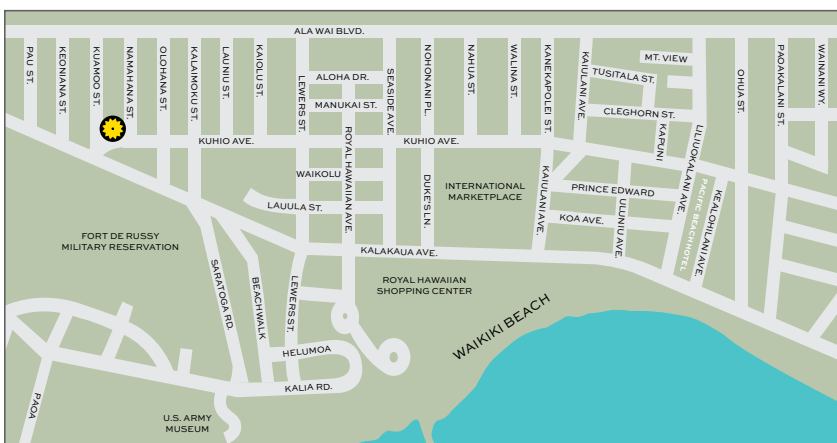 ALA WAI BLVD.
PAU ST.
KEONIANA ST.
KUAMOO ST.
NAMAHANA ST.
OLOHANA ST.
KALAIMOKU ST.
LAUNIU ST.
KAIOLU ST.
LEWERS ST.
ALOHA DR.
MANUKAI ST.
SEASIDE AVE.
NOHONANI PL.
NAHUA ST.
WALINA ST.
KANEKAPOLEI ST.
KAIULANI AVE.
MT. VIEW
TUSITALA ST.
CLEGHORN ST.
KAPUNI
LILIUOKALANI AVE.
OHUA ST.
PAOAKALANI ST.
WAINANI WY.
KUHIO AVE.
KUHIO AVE.
ROYAL HAWAIIAN AVE.
WAIKOLU
LAUULA ST.
DUKE'S LN.
INTERNATIONAL
MARKETPLACE
KAIULANI AVE.
PRINCE EDWARD
KOA AVE.
ULUNIU AVE.
PACIFIC BEACH HOTEL
KEALOHILANI AVE.
FORT DE RUSSY
MILITARY RESERVATION
KALAKAUA AVE.
SARATOGA RD.
BEACHWALK
LEWERS ST.
ROYAL HAWAIIAN
SHOPPING CENTER
WAIKIKI BEACH
HELUMOA
KALIA RD.
PAOA
U.S. ARMY
MUSEUM